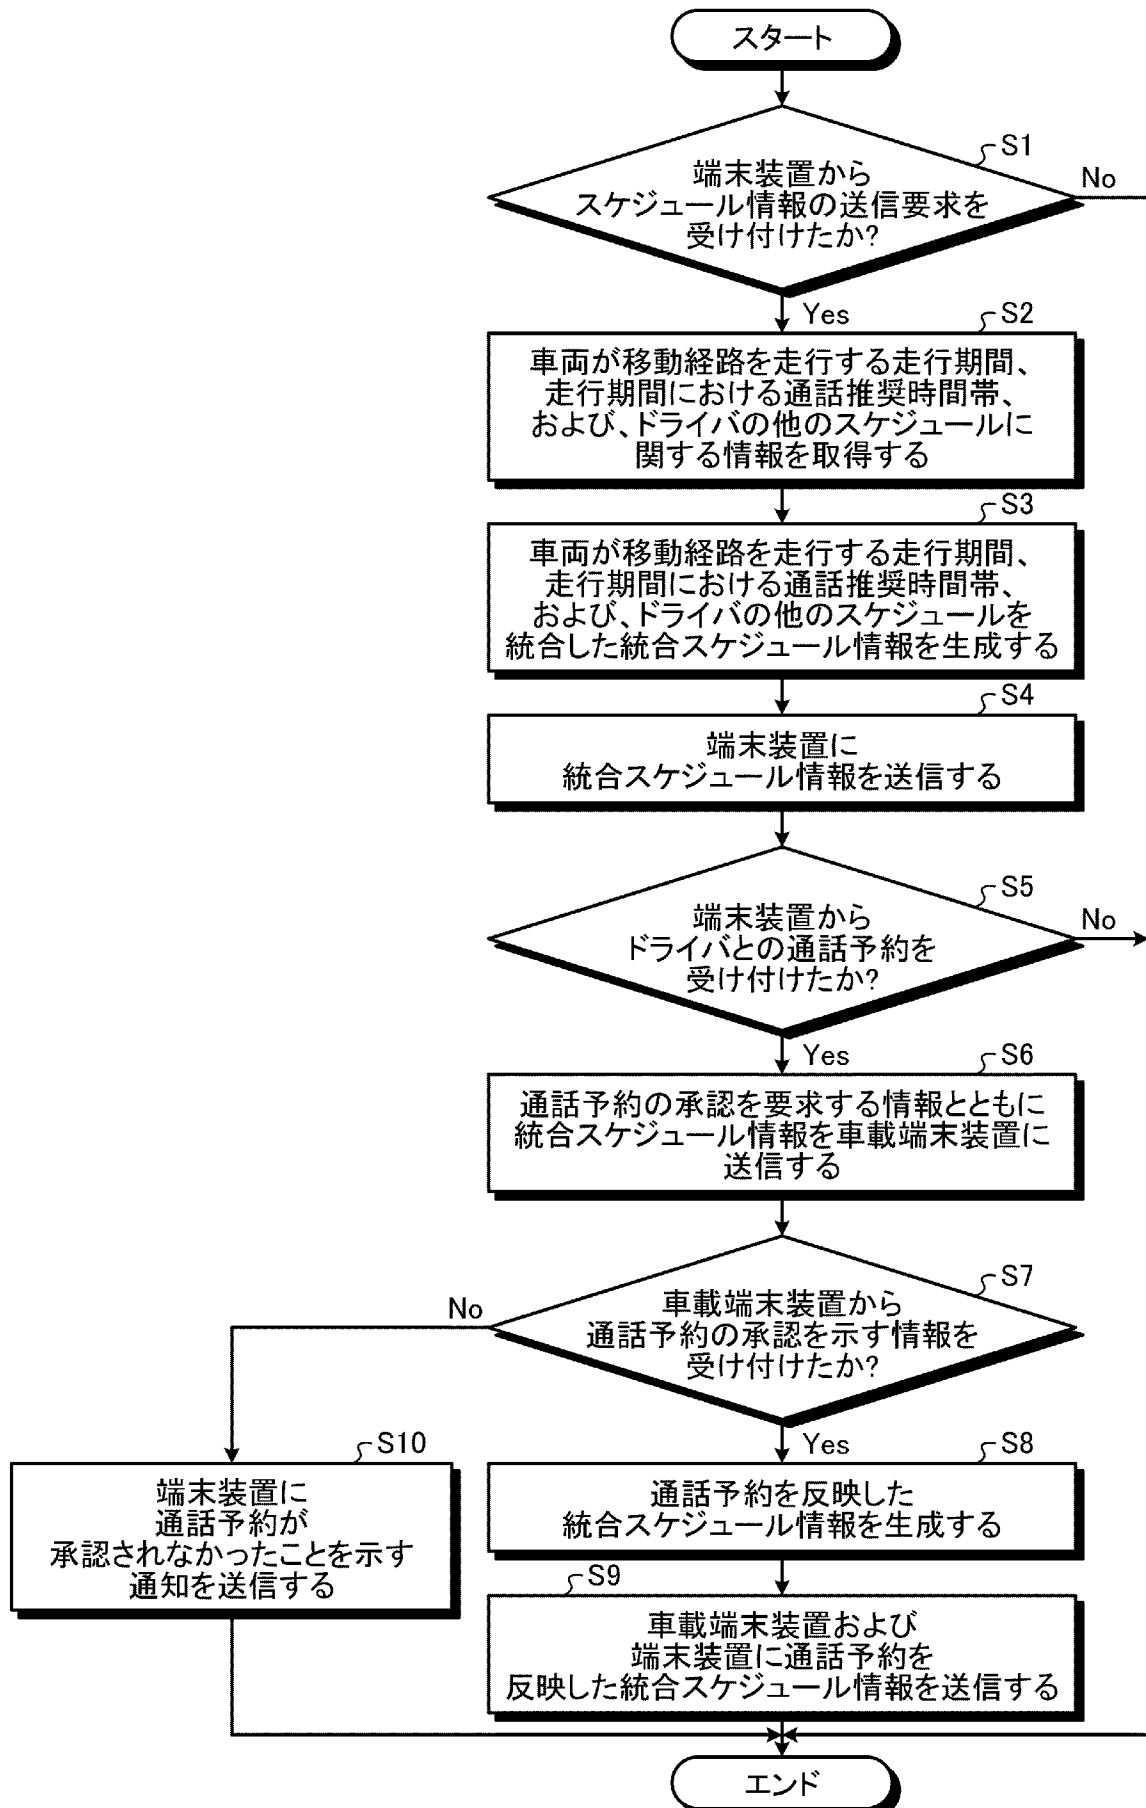 スタート
S1
端末装置から
スケジュール情報の送信要求を
受け付けたか?
No
Yes
S2
車両が移動経路を走行する走行期間、
走行期間における通話推奨時間帯、
および、ドライバの他のスケジュールに
関する情報を取得する
S3
車両が移動経路を走行する走行期間、
走行期間における通話推奨時間帯、
および、ドライバの他のスケジュールを
統合した統合スケジュール情報を生成する
S4
端末装置に
統合スケジュール情報を送信する
S5
端末装置から
ドライバとの通話予約を
受け付けたか?
No
Yes
S6
通話予約の承認を要求する情報とともに
統合スケジュール情報を車載端末装置に
送信する
S7
車載端末装置から
通話予約の承認を示す情報を
受け付けたか?
No
Yes
S10
端末装置に
通話予約が
承認されなかったことを示す
通知を送信する
S8
通話予約を反映した
統合スケジュール情報を生成する
S9
車載端末装置および
端末装置に通話予約を
反映した統合スケジュール情報を送信する
エンド